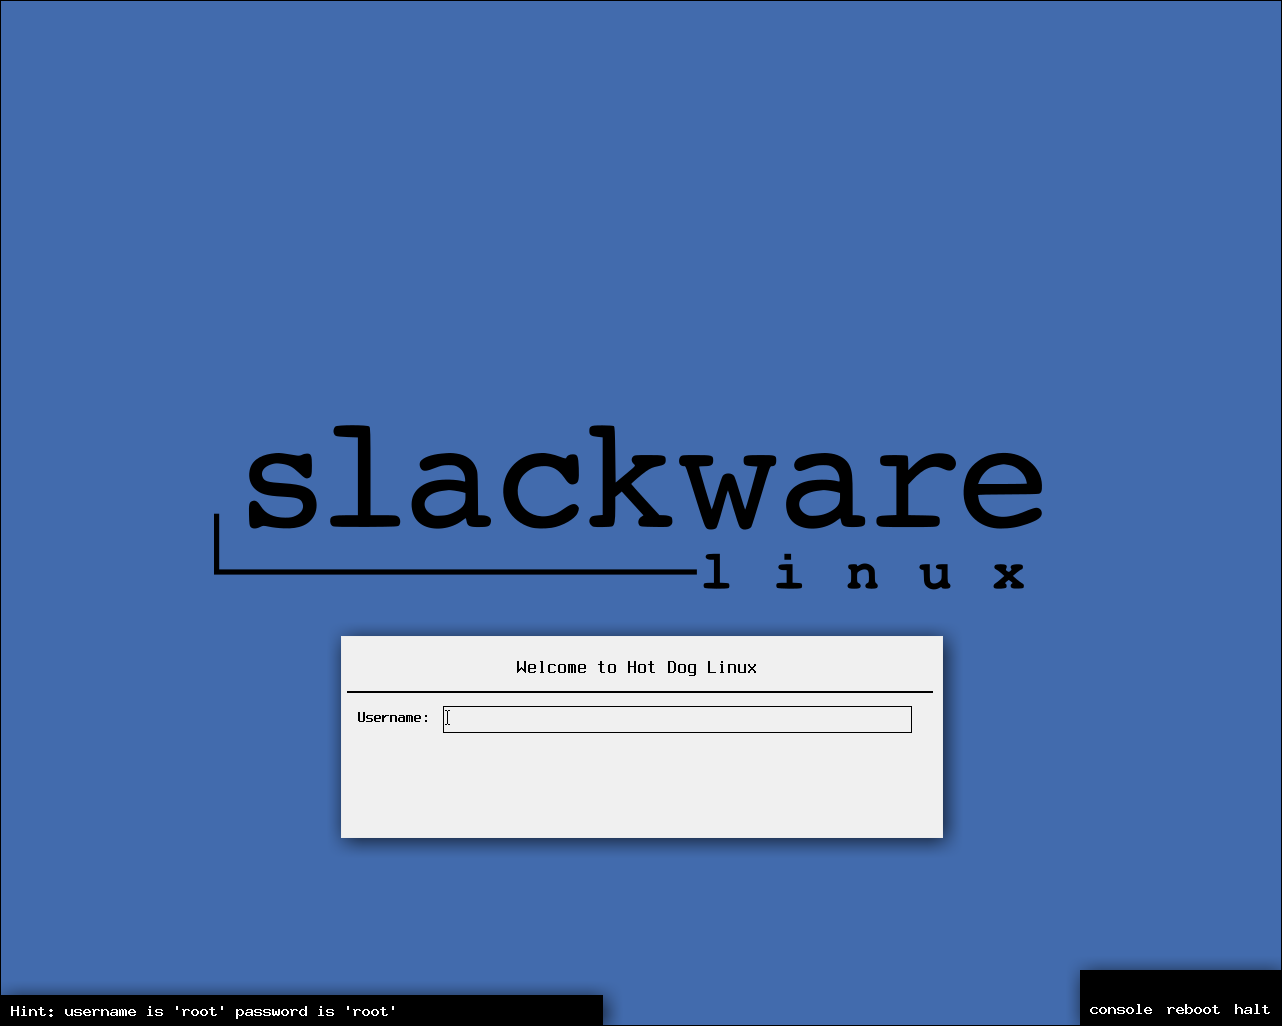 slackware
linux
Welcome to Hot Dog Linux
Username:
Hint: username is 'root' password is 'root'
console reboot halt